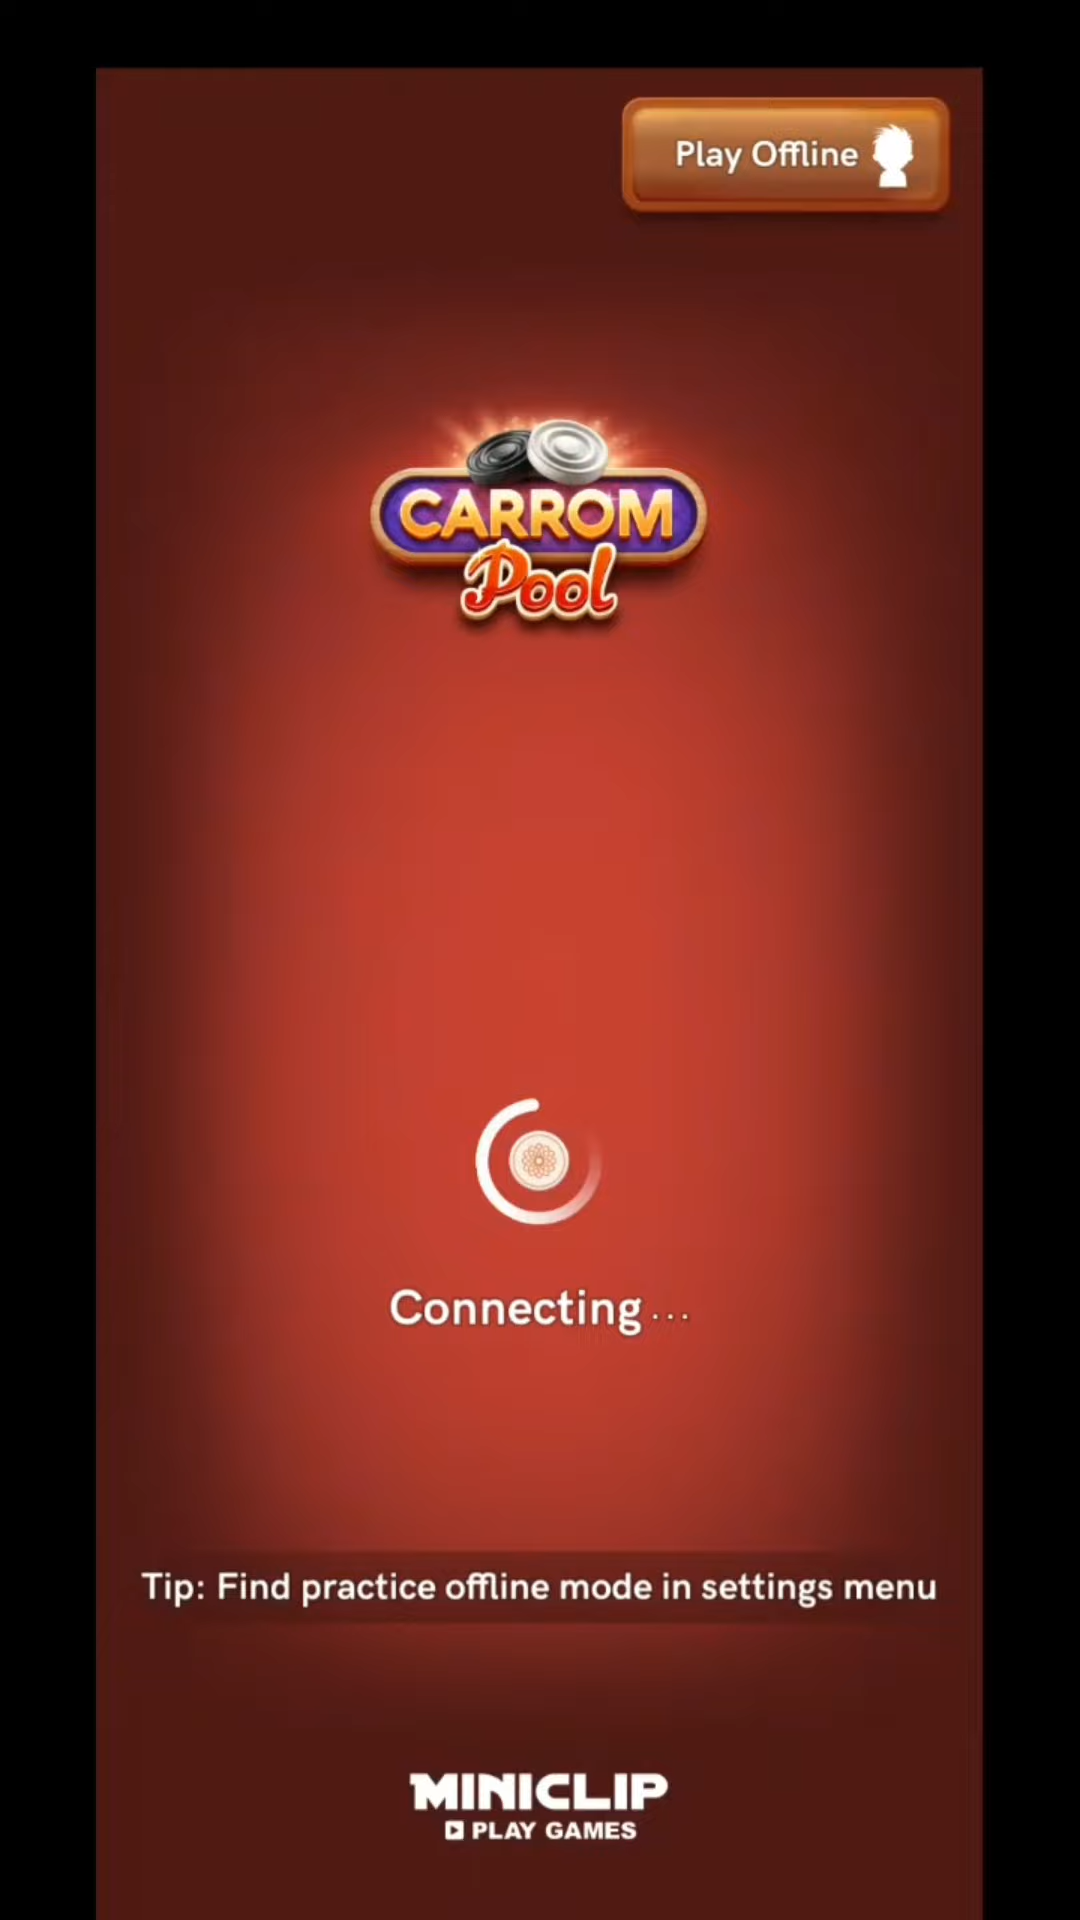 Play Offline
CARROM
Pool
Connecting...
Tip: Find practice offline mode in settings menu
MINICLIP
PLAY GAMES